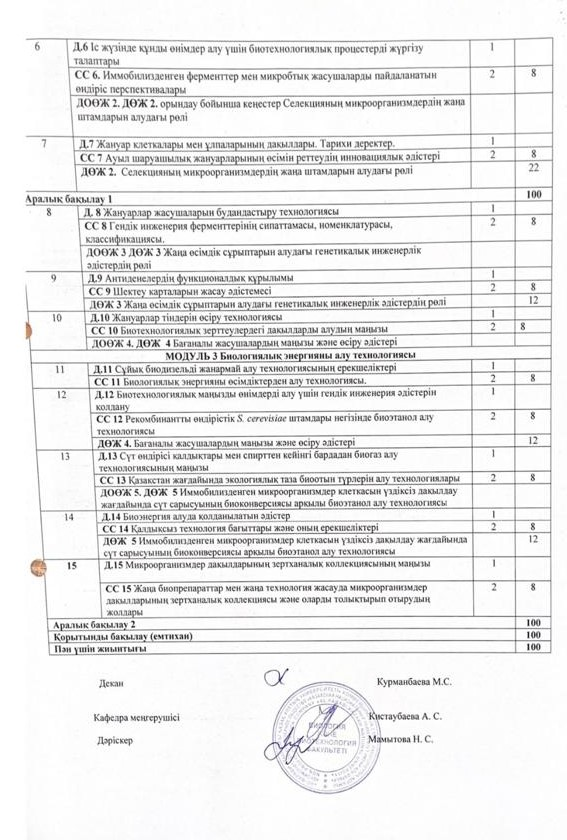 6 Д.6 Іс жүзінде құнды өнімдер алу үшін биотехнологиялық процестерді жүргізу 1
талаптары
СС 6. Иммобилизденген ферменттер мен микробтық жасушаларды пайдаланатын 2 8
өндіріс перспективалары
ДООЖ 2. ДӨЖ 2. орындау бойынша кеңестер Селекцияның микроорганизмдердің жаңа
штамдарын алудағы рөлі
7 Д.7 Жануар клеткалары мен ұлпаларының дақылдары. Тарихи деректер. 1
СС 7 Ауыл шаруашылық жануарларының өсімін реттеудің инновациялық әдістері 2 8
ДӨЖ 2. Селекцияның микроорганизмдердің жаңа штамдарын алудағы рөлі 22
Аралық бақылау 1 100
8 Д. 8 Жануарлар жасушаларын будандастыру технологиясы 1
СС 8 Гендік инженерия ферменттерінің сипаттамасы, номенклатурасы, 2 8
классификациясы.
ДООЖ 3 ДӨЖ 3 Жаңа өсімдік сұрыптарын алудағы генетикалық инженерлік
әдістердің рөлі
9 Д.9 Антиденелердің функционалдық құрылымы 1
СС 9 Шектеу карталарын жасау әдістемесі 2 8
ДӨЖ 3 Жаңа өсімдік сұрыптарын алудағы генетикалық инженерлік әдістердің рөлі 12
10 Д.10 Жануарлар тіндерін өсіру технологиясы 1
СС 10 Биотехнологиялық зерттеулердегі дақылларды алудың маңызы 2 8
ДООЖ 4. ДӨЖ 4 Бағаналы жасушалардың маңызы және өсіру әдістері
МОДУЛЬ 3 Биологиялық энергияны алу технологиясы
11 Д.11 Сұйық биодизельді жанармай алу технологиясының ерекшеліктері 1
СС 11 Биологиялық энергияны өсімдіктерден алу технологиясы. 2 8
12 Д.12 Биотехнологиялық маңызды өнімдерді алу үшін гендік инженерия әдістерін 1
қолдану
СС 12 Рекомбинантты өндірістік S. cerevisiae штамдары негізінде биоэтанол алу 2 8
технологиясы
ДӨЖ 4. Бағаналы жасушалардың маңызы және өсіру әдістері 12
13 Д.13 Сүт өндірісі қалдықтары мен спирттен кейінгі бардадан биогаз алу 1
технологиясының маңызы
СС 13 Қазақстан жағдайында экологиялық таза биоотын түрлерін алу технологиялары 2 8
ДООЖ 5. ДӨЖ 5 Иммобилизденген микроорганизмдер клеткасын үздіксіз дақылдау
жағдайында сүт сарысуының биоконверсиясы арқылы биоэтанол алу технологиясы
14 Д.14 Биоэнергия алуда қолданылатын әдістер 1
СС 14 Қалдықсыз технология бағыттары және оның ерекшеліктері 2 8
ДӨЖ 5 Иммобилизденген микроорганизмдер клеткасын үздіксіз дақылдау жағдайында 12
сүт сарысуының биоконверсиясы арқылы биоэтанол алу технологиясы
15 Д.15 Микроорганизмдер дақылдарының зертханалық коллекциясының маңызы 1
СС 15 Жаңа биопрепараттар мен жаңа технология жасауда микроорганизмдер 2 8
дақылдарының зертханалық коллекциясы және оларды толықтырып отырудың
жолдары
Аралық бақылау 2 100
Қорытынды бақылау (емтихан) 100
Пән үшін жиынтығы 100
Декан Курманбаева М.С.
Кафедра меңгерушісі Кистаубаева А. С.
Дәріскер Мамытова Н. С.
БИОЛОГИЯ
БИОТЕХНОЛОГИЯ
ФАКУЛЬТЕТІ